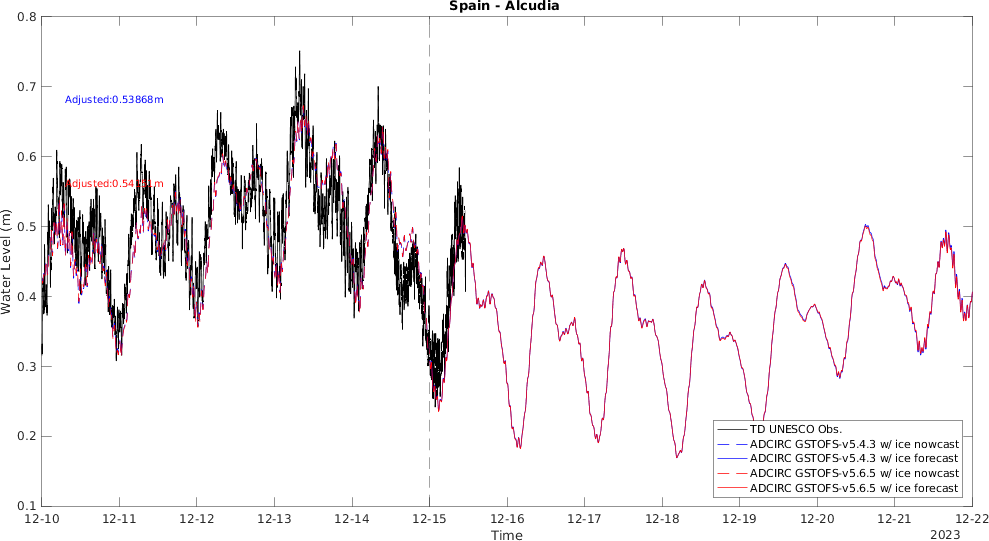 Spain - Alcudia
Water Level (m)
0.8
0.7
0.6
0.5
0.4
0.3
0.2
0.1
Adjusted:0.53868m
TD UNESCO Obs.
ADCIRC GSTOFS-v5.4.3 w/ ice nowcast
ADCIRC GSTOFS-v5.4.3 w/ ice forecast
ADCIRC GSTOFS-v5.6.5 w/ ice nowcast
ADCIRC GSTOFS-v5.6.5 w/ ice forecast
12-10 12-11 12-12 12-13 12-14 12-15 12-16 12-17 12-18 12-19 12-20 12-21 12-22
Time
2023